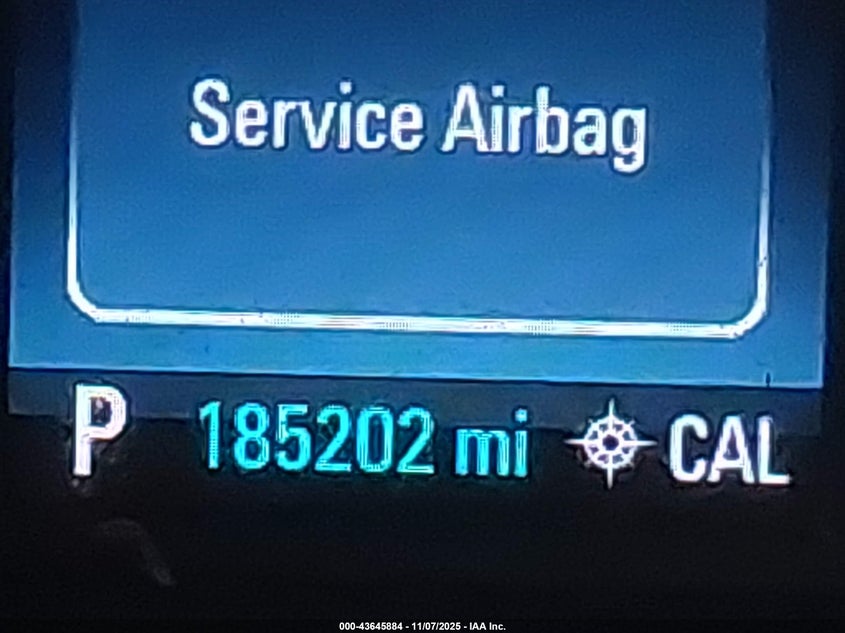 Service Airbag
P 185202 mi CAL
000-43645884 - 11/07/2025 - IAA Inc.